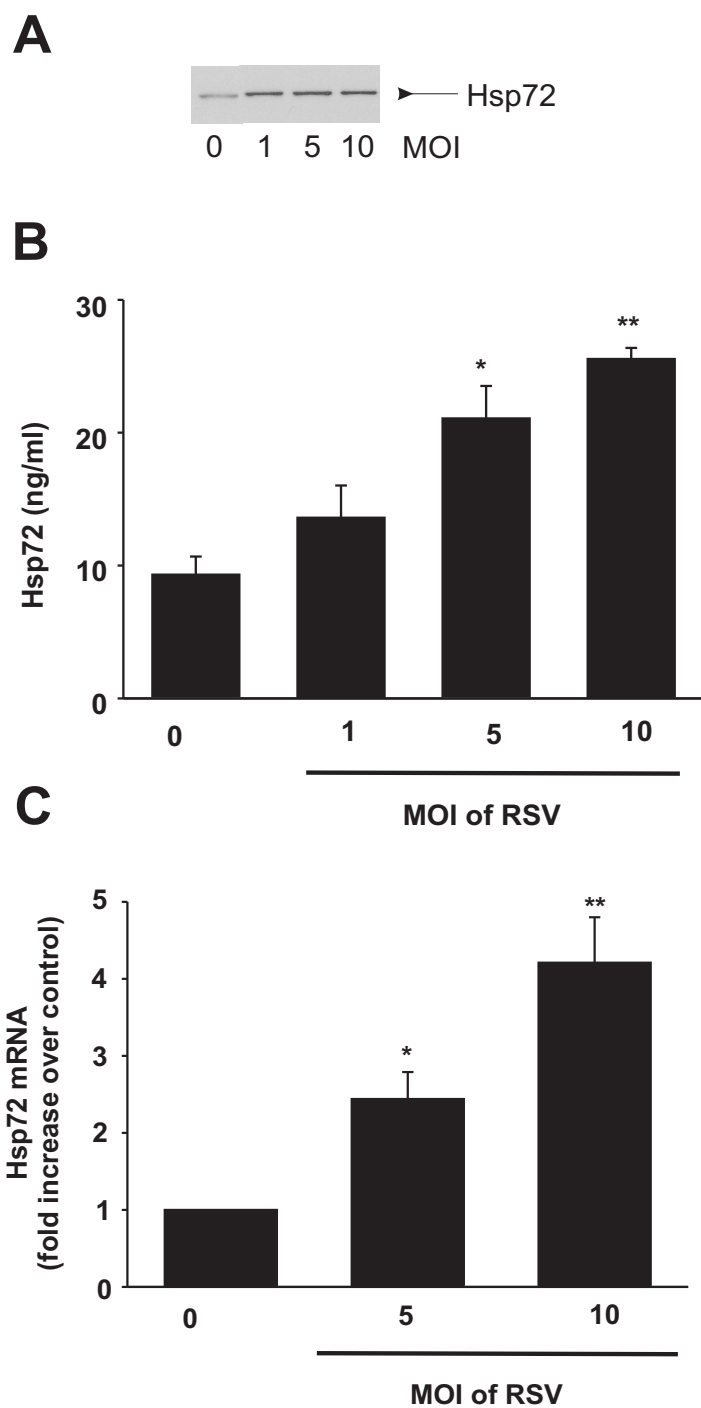 A
Hsp72
0 1 5 10 MOI
B
30
20
10
0
Hsp72 (ng/ml)
*
**
0 1 5 10
MOI of RSV
C
5
4
3
2
1
0
Hsp72 mRNA
(fold increase over control)
*
**
0 5 10
MOI of RSV